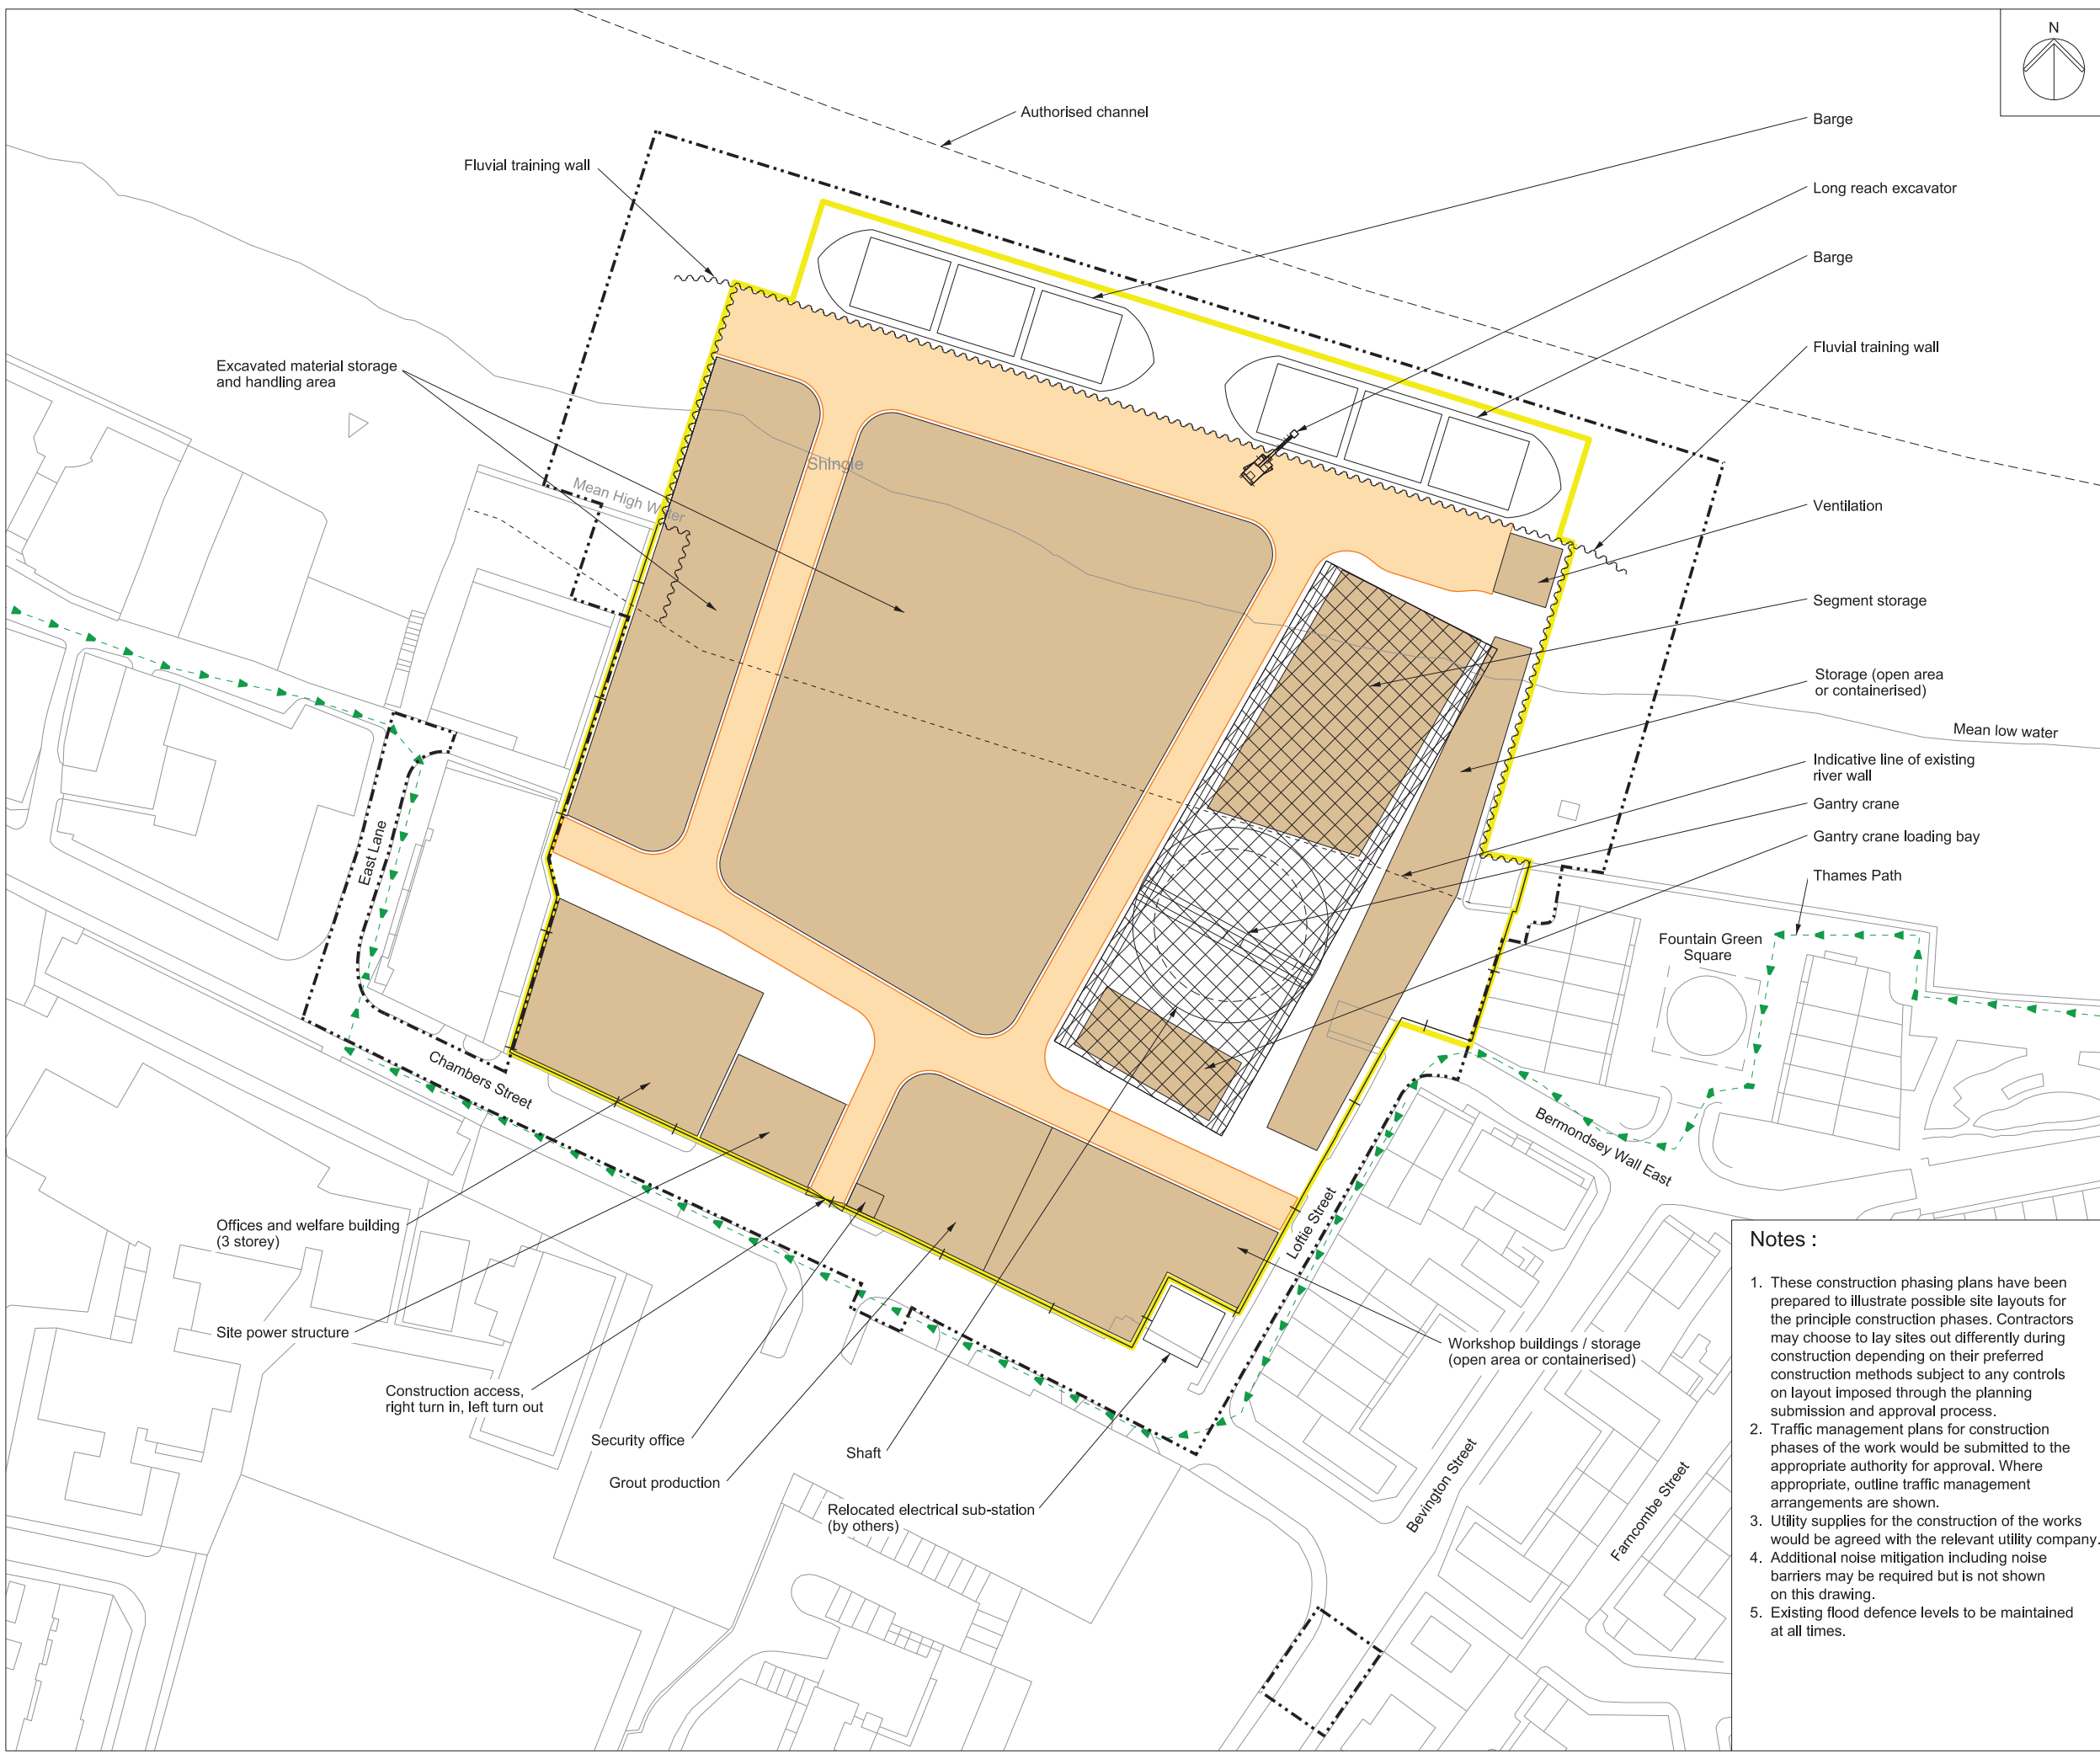 N
Authorised channel
Barge
Fluvial training wall
Long reach excavator
Barge
Fluvial training wall
Excavated material storage
and handling area
Shingle
Mean High Water
Ventilation
Segment storage
Storage (open area
or containerised)
Mean low water
Indicative line of existing
river wall
Gantry crane
Gantry crane loading bay
Thames Path
East Lane
Fountain Green
Square
Chambers Street
Bermondsey Wall East
Loftie Street
Offices and welfare building
(3 storey)
Site power structure
Construction access,
right turn in, left turn out
Security office
Grout production
Shaft
Relocated electrical sub-station
(by others)
Workshop buildings / storage
(open area or containerised)
Bevington Street
Farncombe Street
Notes :
1. These construction phasing plans have been
prepared to illustrate possible site layouts for
the principle construction phases. Contractors
may choose to lay sites out differently during
construction depending on their preferred
construction methods subject to any controls
on layout imposed through the planning
submission and approval process.
2. Traffic management plans for construction
phases of the work would be submitted to the
appropriate authority for approval. Where
appropriate, outline traffic management
arrangements are shown.
3. Utility supplies for the construction of the works
would be agreed with the relevant utility company.
4. Additional noise mitigation including noise
barriers may be required but is not shown
on this drawing.
5. Existing flood defence levels to be maintained
at all times.